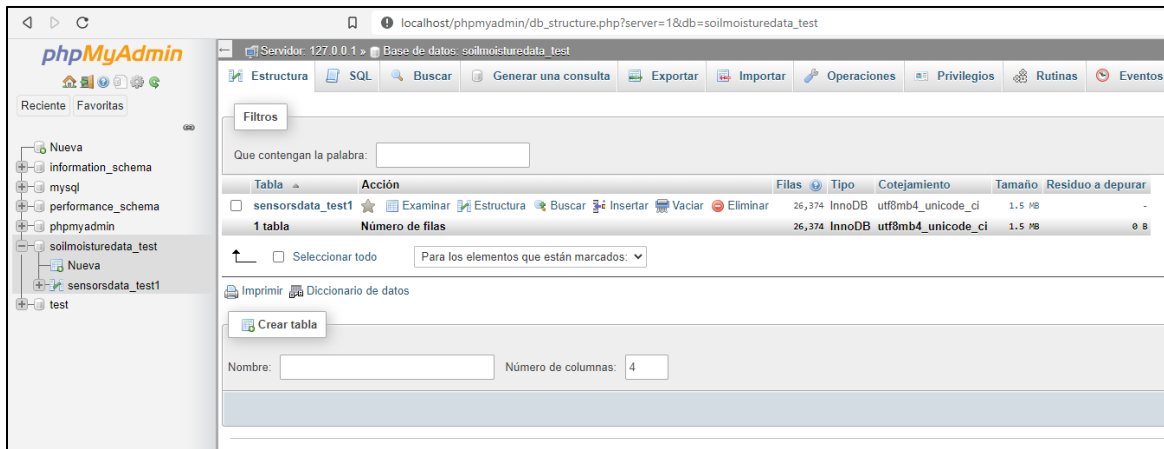 localhost/phpmyadmin/db_structure.php?server=1&db=soilmoisturedata_test
phpMyAdmin
Reciente Favoritas
Nueva
information_schema
mysql
performance_schema
phpmyadmin
soilmoisturedata_test
Nueva
sensorsdata_test1
test
Servidor: 127.0.0.1 » Base de datos: soilmoisturedata_test
Estructura SQL Buscar Generar una consulta Exportar Importar Operaciones Privilegios Rutinas Eventos
Filtros
Que contengan la palabra:
Tabla Acción Filas Tipo Cotejamiento Tamaño Residuo a depurar
sensorsdata_test1 Examinar Estructura Buscar Insertar Vaciar Eliminar 26,374 InnoDB utf8mb4_unicode_ci 1.5 MB -
1 tabla Número de filas 26,374 InnoDB utf8mb4_unicode_ci 1.5 MB 0 B
Seleccionar todo Para los elementos que están marcados:
Imprimir Diccionario de datos
Crear tabla
Nombre: Número de columnas: 4